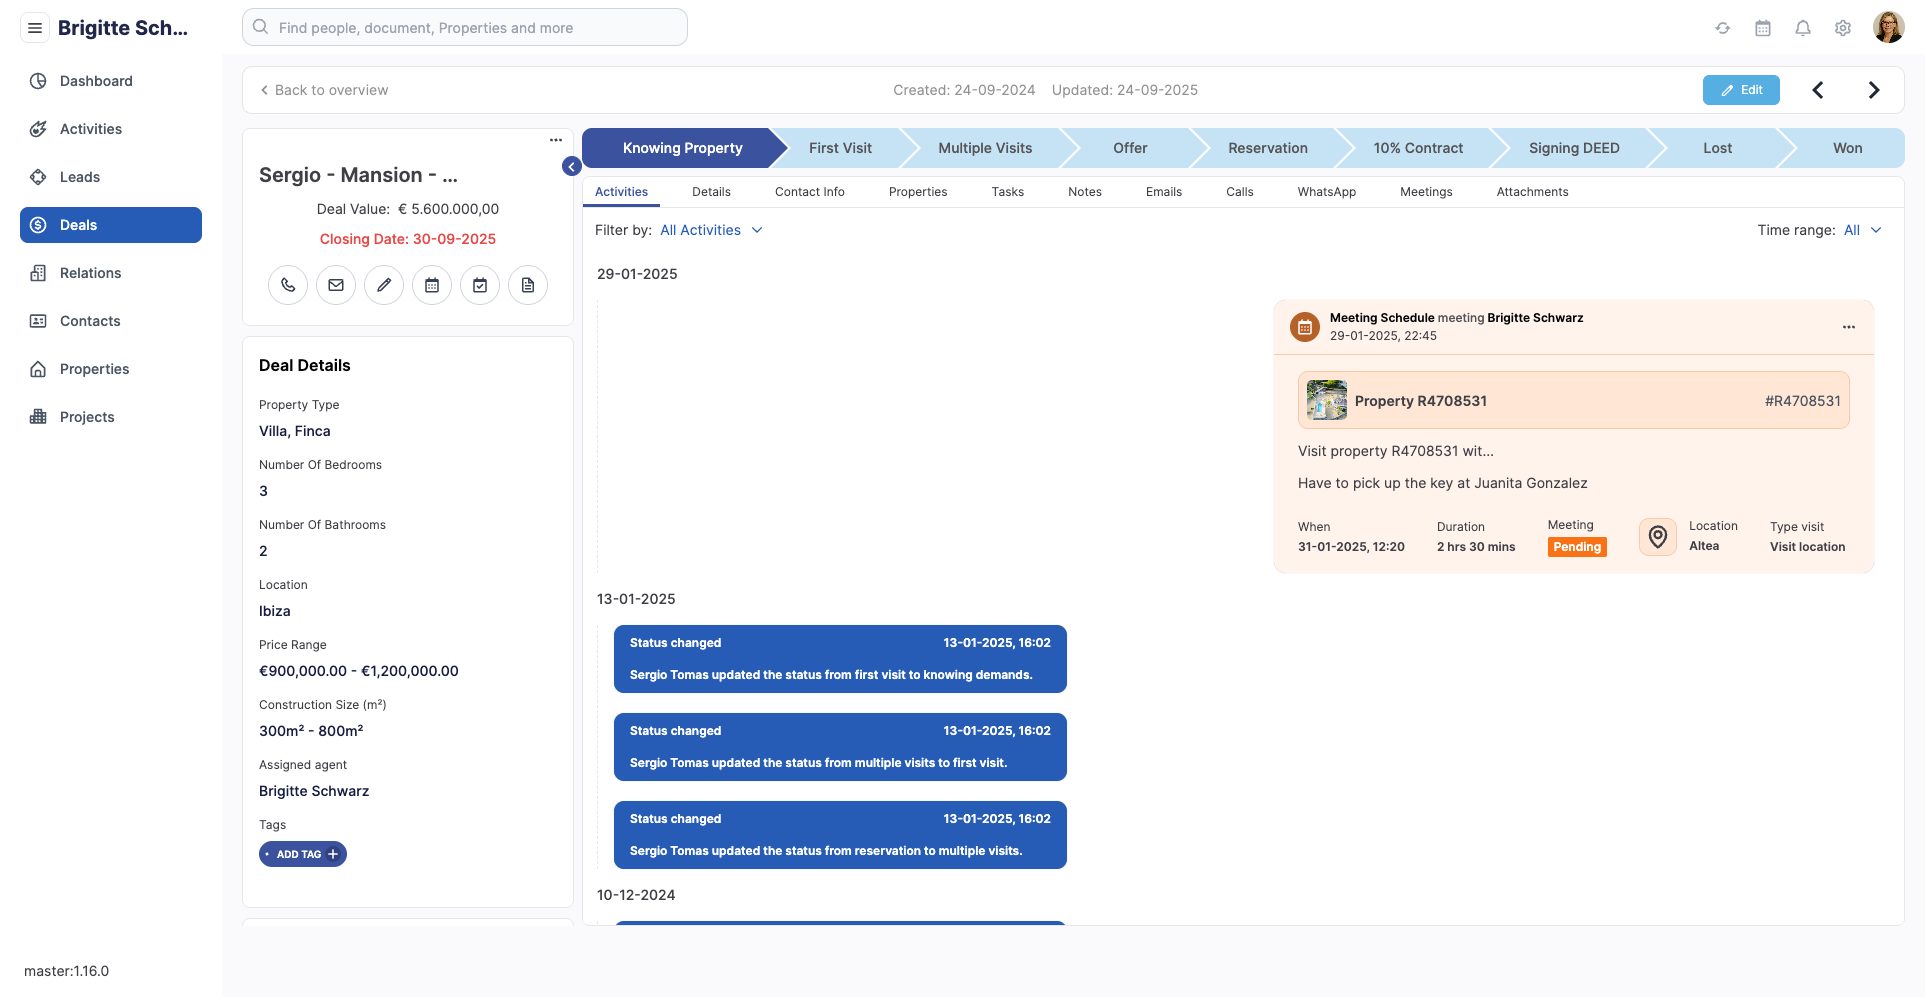 Brigitte Sch...
Find people, document, Properties and more
Dashboard
Activities
Leads
Deals
Relations
Contacts
Properties
Projects
master:1.16.0
Back to overview
Created: 24-09-2024 Updated: 24-09-2025
Edit
Sergio - Mansion - ...
Deal Value: € 5.600.000,00
Closing Date: 30-09-2025
Deal Details
Property Type
Villa, Finca
Number Of Bedrooms
3
Number Of Bathrooms
2
Location
Ibiza
Price Range
€900,000.00 - €1,200,000.00
Construction Size (m²)
300m² - 800m²
Assigned agent
Brigitte Schwarz
Tags
ADD TAG
Knowing Property First Visit Multiple Visits Offer Reservation 10% Contract Signing DEED Lost Won
Activities Details Contact Info Properties Tasks Notes Emails Calls WhatsApp Meetings Attachments
Filter by: All Activities
Time range: All
29-01-2025
Meeting Schedule meeting Brigitte Schwarz
29-01-2025, 22:45
Property R4708531 #R4708531
Visit property R4708531 wit...
Have to pick up the key at Juanita Gonzalez
When Duration Meeting Location Type visit
31-01-2025, 12:20 2 hrs 30 mins Pending Altea Visit location
13-01-2025
Status changed 13-01-2025, 16:02
Sergio Tomas updated the status from first visit to knowing demands.
Status changed 13-01-2025, 16:02
Sergio Tomas updated the status from multiple visits to first visit.
Status changed 13-01-2025, 16:02
Sergio Tomas updated the status from reservation to multiple visits.
10-12-2024